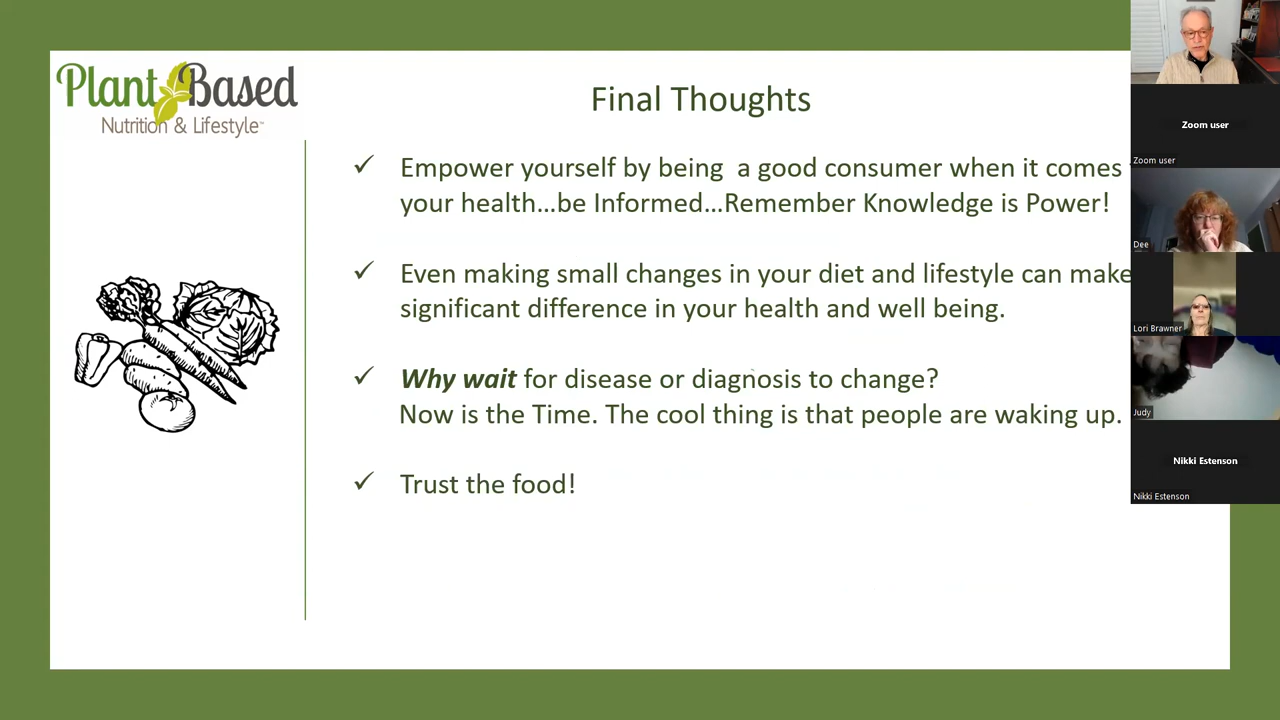 Plant Based
Nutrition & Lifestyle™
Final Thoughts
✓ Empower yourself by being  a good consumer when it comes
your health…be Informed…Remember Knowledge is Power!
✓ Even making small changes in your diet and lifestyle can make
significant difference in your health and well being.
✓ Why wait for disease or diagnosis to change?
Now is the Time. The cool thing is that people are waking up.
✓ Trust the food!
Zoom user
Zoom user
Dee
Lori Brawner
Judy
Nikki Estenson
Nikki Estenson